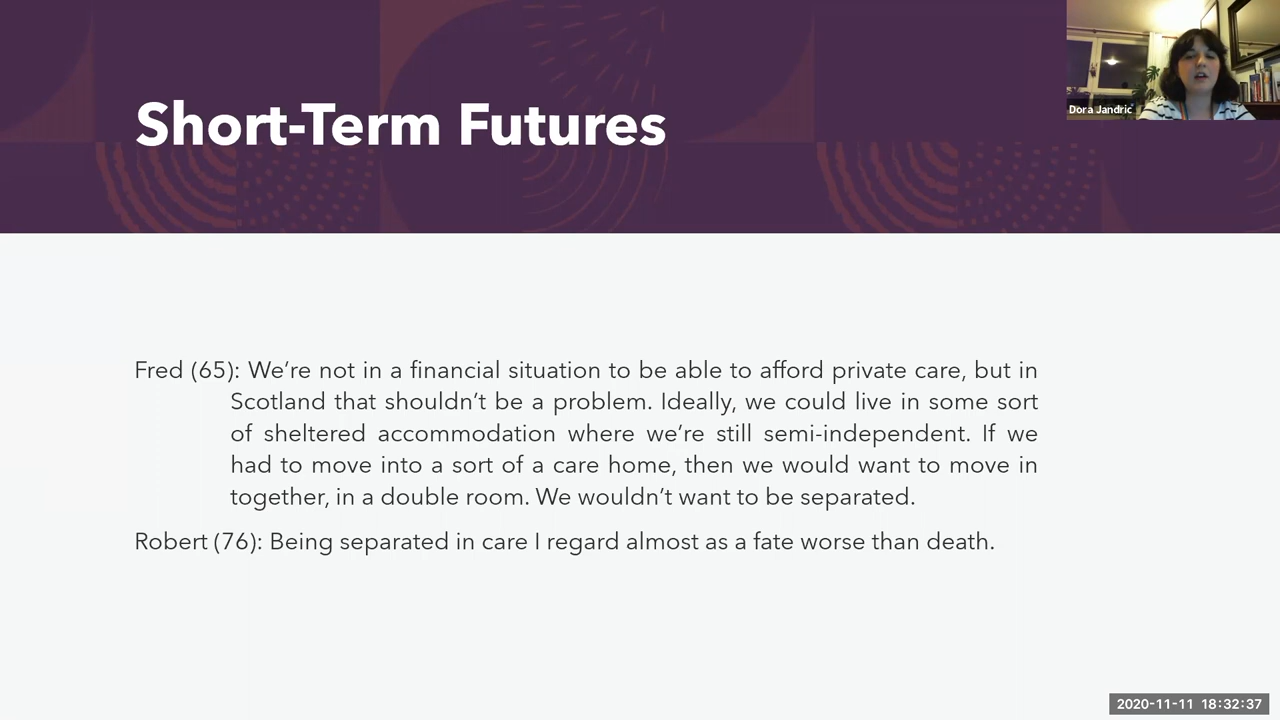 Short-Term Futures
Dora Jandric
Fred (65): We're not in a financial situation to be able to afford private care, but in
Scotland that shouldn't be a problem. Ideally, we could live in some sort
of sheltered accommodation where we're still semi-independent. If we
had to move into a sort of a care home, then we would want to move in
together, in a double room. We wouldn't want to be separated.
Robert (76): Being separated in care I regard almost as a fate worse than death.
2020-11-11 18:32:37